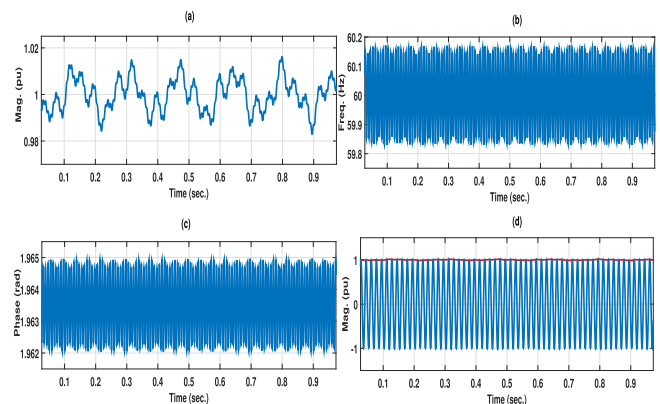 (a)
1.02
1
0.98
Mag. (pu)
0.1 0.2 0.3 0.4 0.5 0.6 0.7 0.8 0.9
Time (sec.)
(b)
60.2
60.1
60
59.9
59.8
Freq. (Hz)
0.1 0.2 0.3 0.4 0.5 0.6 0.7 0.8 0.9
Time (sec.)
(c)
1.965
1.964
1.963
1.962
Phase (rad)
0.1 0.2 0.3 0.4 0.5 0.6 0.7 0.8 0.9
Time (sec.)
(d)
1
0
-1
Mag. (pu)
0.1 0.2 0.3 0.4 0.5 0.6 0.7 0.8 0.9
Time (sec.)